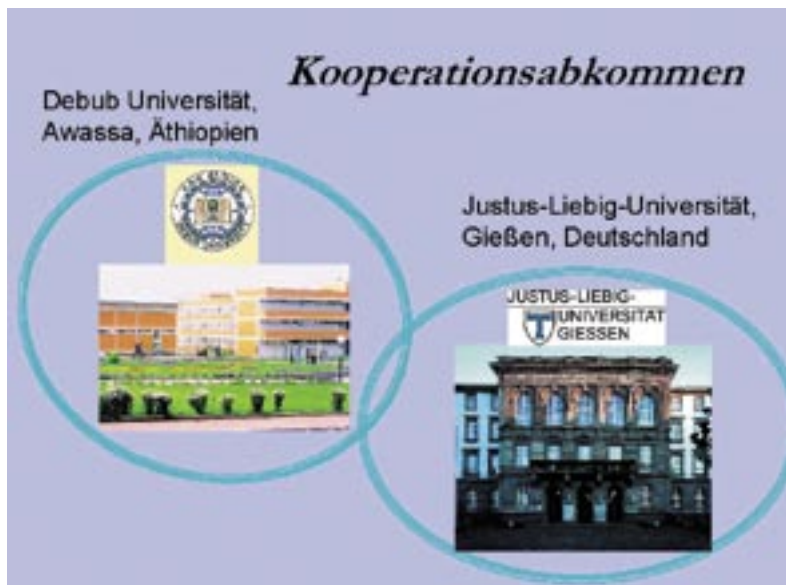 Kooperationsabkommen
Debub Universität,
Awassa, Äthiopien
Justus-Liebig-Universität,
Gießen, Deutschland
JUSTUS-LIEBIG-
UNIVERSITÄT
GIESSEN